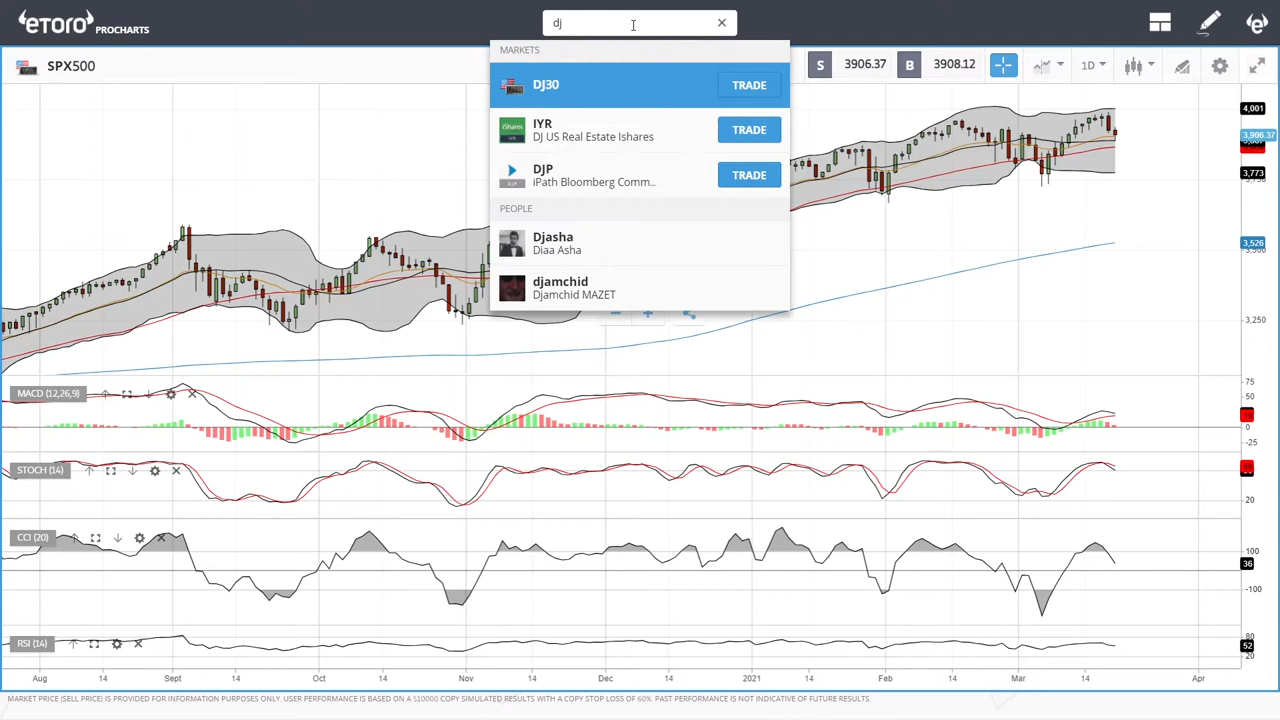 eToro PROCHARTS
dj
SPX500
S 3906.37 B 3908.12
1D
MARKETS
DJ30 TRADE
IYR
DJ US Real Estate Ishares
TRADE
DJP
iPath Bloomberg Comm...
TRADE
PEOPLE
Djasha
Diaa Asha
djamchid
Djamchid MAZET
4,001
3,906.37
3,773
3,526
3,250
MACD (12,26,9)
75
50
0
-25
STOCH (14)
20
CCI (20)
100
36
-100
RSI (14)
80
52
20
Aug 14 Sept 14 Oct 14 Nov 14 Dec 14 2021 14 Feb 14 Mar 14 Apr
MARKET PRICE (SELL PRICE) IS PROVIDED FOR INFORMATION PURPOSES ONLY. USER PERFORMANCE IS BASED ON A $10000 COPY SIMULATED RESULTS WITH A COPY STOP LOSS OF 60%. PAST PERFORMANCE IS NOT INDICATIVE OF FUTURE RESULTS.